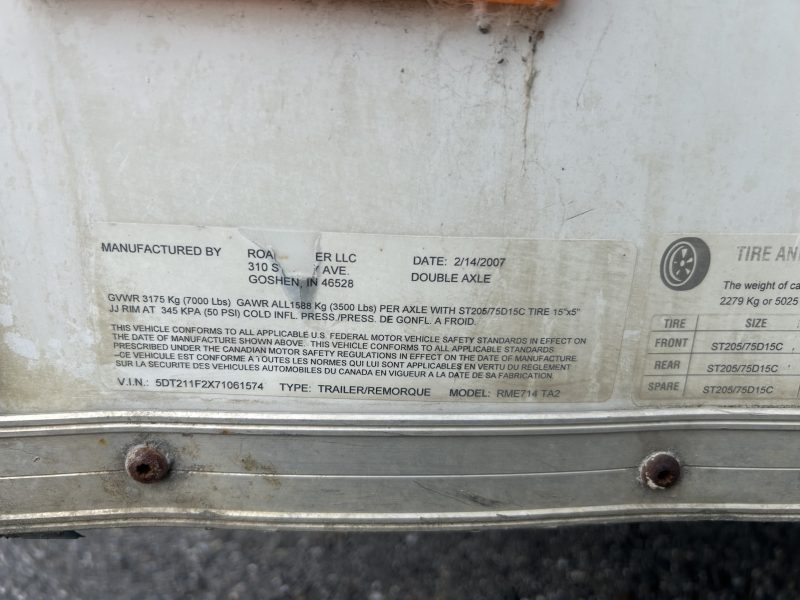 MANUFACTURED BY
ROA ER LLC
310 S AVE.
GOSHEN, IN 46528
DATE: 2/14/2007
DOUBLE AXLE
GVWR 3175 Kg (7000 Lbs) GAWR ALL1588 Kg (3500 Lbs) PER AXLE WITH ST205/75D15C TIRE 15"x5"
JJ RIM AT 345 KPA (50 PSI) COLD INFL. PRESS./PRESS. DE GONFL. A FROID.
THIS VEHICLE CONFORMS TO ALL APPLICABLE U.S. FEDERAL MOTOR VEHICLE SAFETY STANDARDS IN EFFECT ON
THE DATE OF MANUFACTURE SHOWN ABOVE. THIS VEHICLE CONFORMS TO ALL APPLICABLE STANDARDS
PRESCRIBED UNDER THE CANADIAN MOTOR SAFETY REGULATIONS IN EFFECT ON THE DATE OF MANUFACTURE
–CE VEHICULE EST CONFORME A TOUTES LES NORMES QUI LUI SONT APPLICABLES EN VERTU DU REGLEMENT
SUR LA SECURITE DES VEHICULES AUTOMOBILES DU CANADA EN VIGUEUR A LA DATE DE SA FABRICATION.
V.I.N.: 5DT211F2X71061574 TYPE: TRAILER/REMORQUE MODEL: RME714 TA2
TIRE AN
The weight of ca
2279 Kg or 5025
TIRE SIZE
FRONT ST205/75D15C
REAR ST205/75D15C
SPARE ST205/75D15C